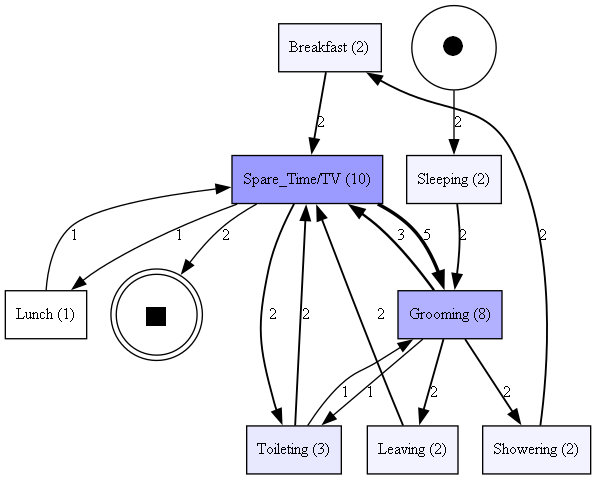 Breakfast (2)
2
2
Spare_Time/TV (10)
Sleeping (2)
1
1
2
3
5
2
2
Lunch (1)
Grooming (8)
2
2
2
1
1
2
2
Toileting (3)
Leaving (2)
Showering (2)